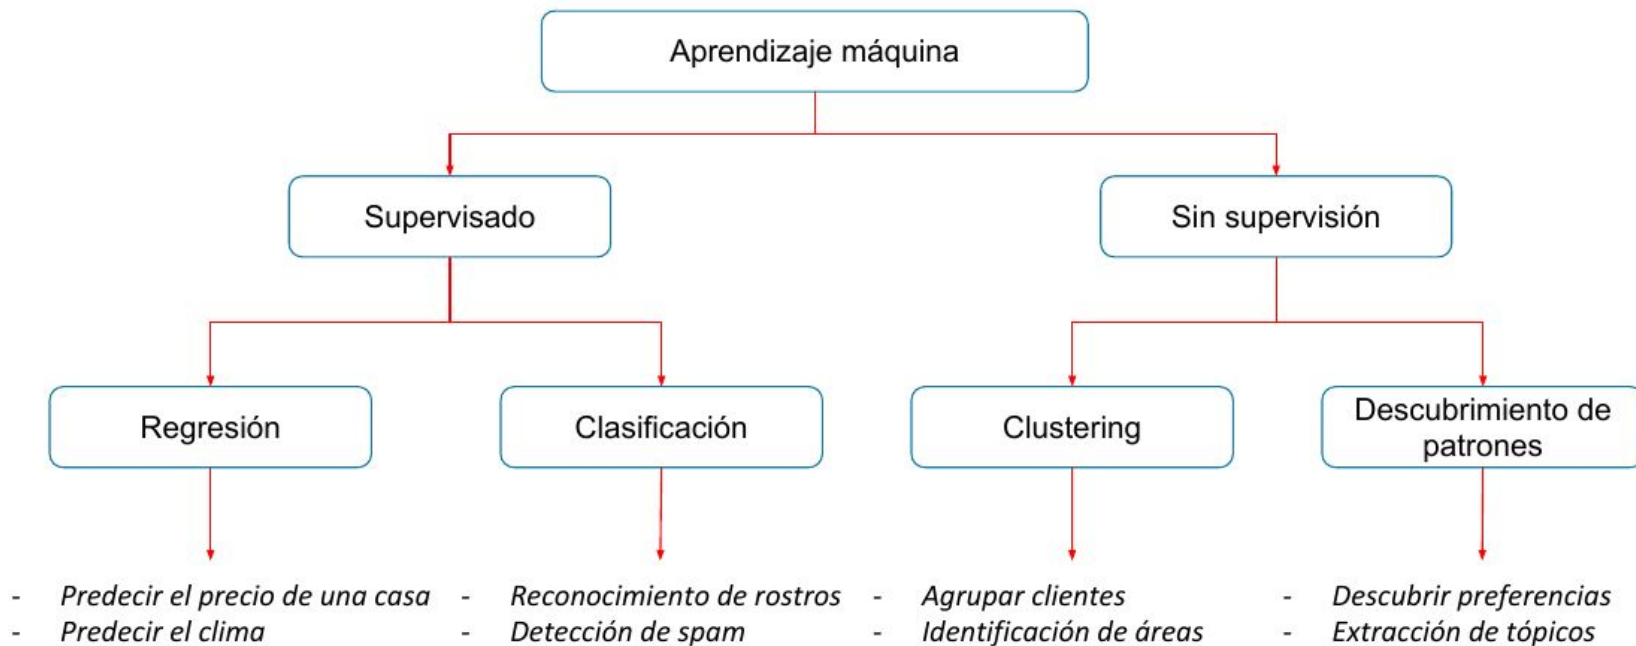 Aprendizaje máquina
Supervisado
Sin supervisión
Regresión
Clasificación
Clustering
Descubrimiento de
patrones
- Predecir el precio de una casa
- Predecir el clima
- Reconocimiento de rostros
- Detección de spam
- Agrupar clientes
- Identificación de áreas
- Descubrir preferencias
- Extracción de tópicos